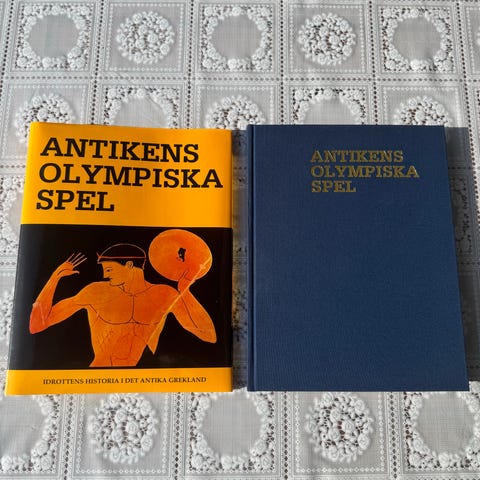 ANTIKENS
OLYMPISKA
SPEL
IDROTTENS HISTORIA I DET ANTIKA GREKLAND
ANTIKENS
OLYMPISKA
SPEL